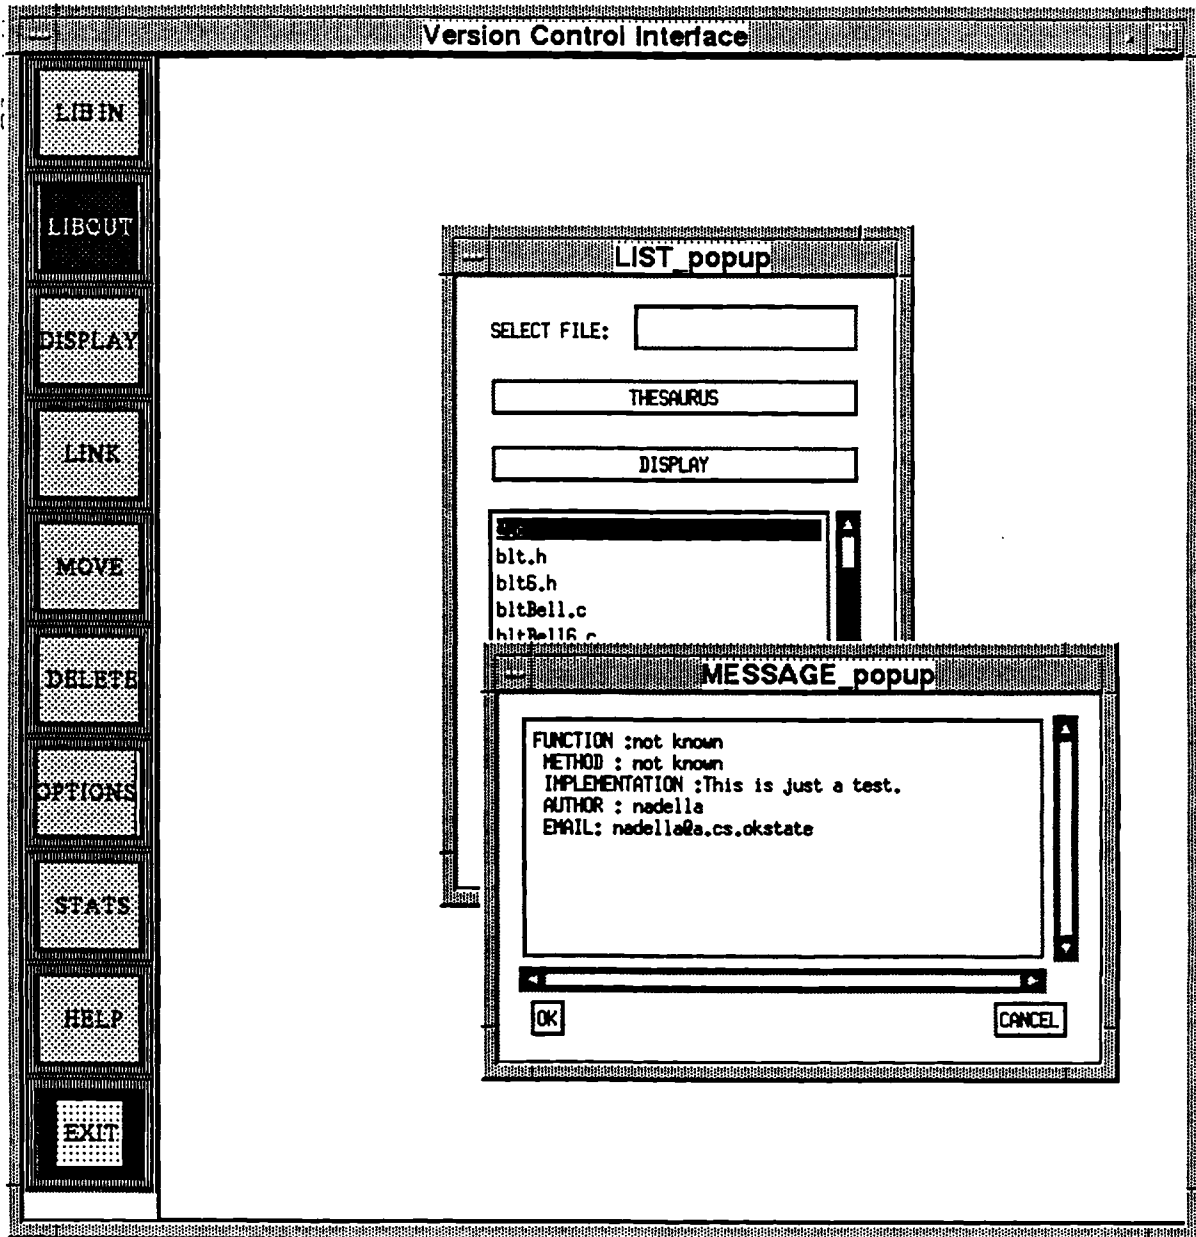 Version Control Interface
LIBIN
LIBOUT
DISPLAY
LINK
MOVE
DELETE
OPTIONS
STATS
HELP
EXIT
LIST_popup
SELECT FILE:
THESAURUS
DISPLAY
blt.h
blt6.h
bltBell.c
bltBell6.c
MESSAGE_popup
FUNCTION :not known
METHOD : not known
IMPLEMENTATION :This is just a test.
AUTHOR : nadella
EMAIL: nadella@a.cs.okstate
OK
CANCEL